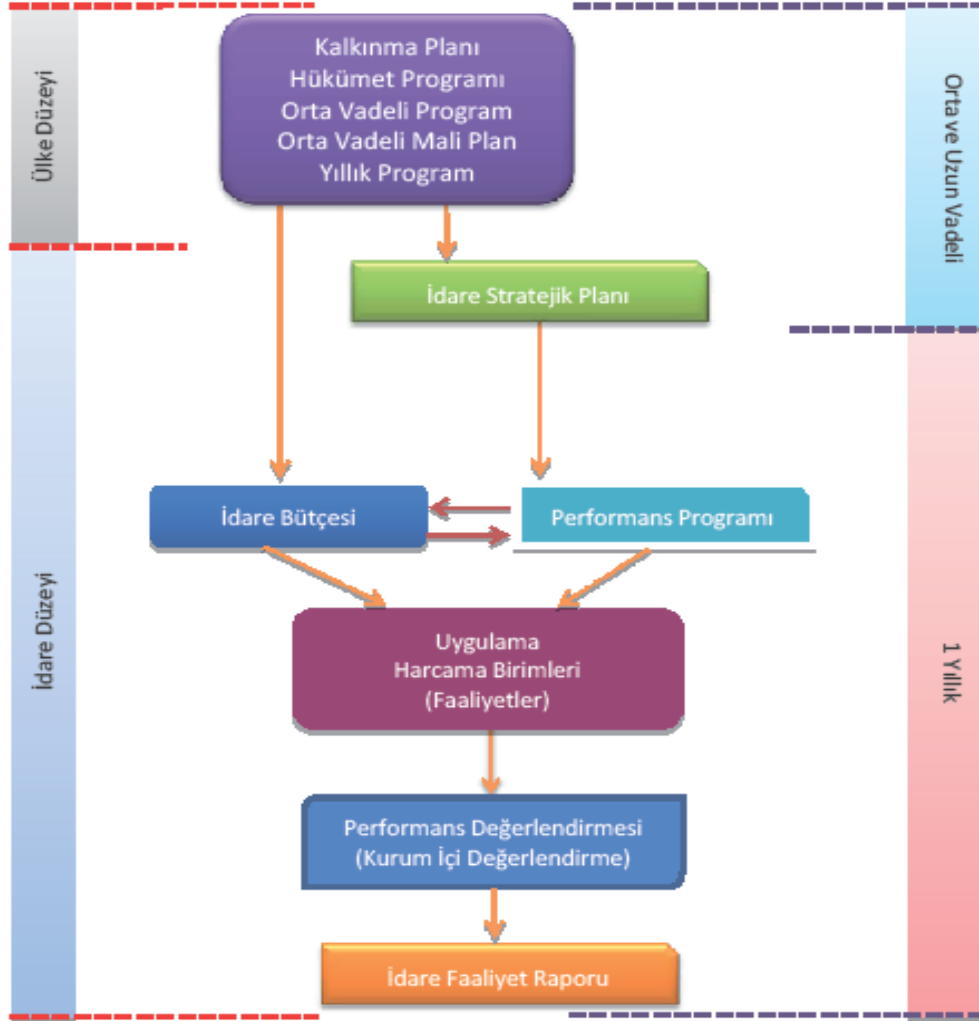 Ülke Düzeyi
Kalkınma Planı
Hükümet Programı
Orta Vadeli Program
Orta Vadeli Mali Plan
Yıllık Program
Orta ve Uzun Vadeli
İdare Stratejik Planı
İdare Düzeyi
İdare Bütçesi
Performans Programı
1 Yıllık
Uygulama
Harcama Birimleri
(Faaliyetler)
Performans Değerlendirmesi
(Kurum İçi Değerlendirme)
İdare Faaliyet Raporu